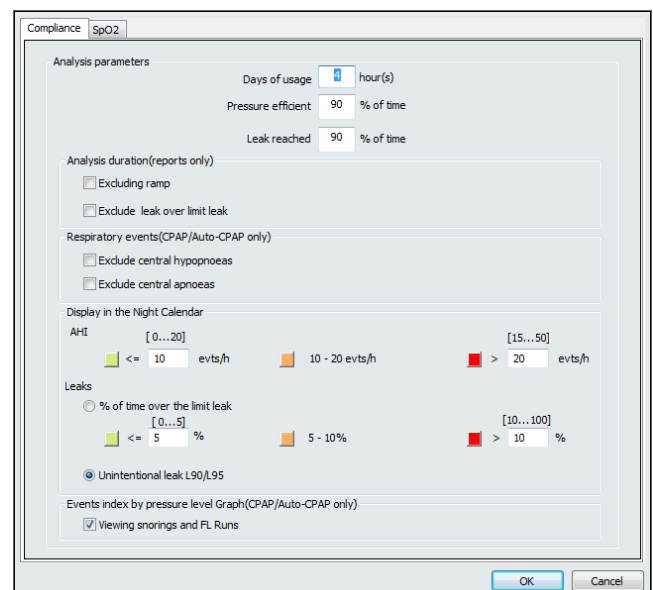 Compliance SpO2
Analysis parameters
Days of usage 4 hour(s)
Pressure efficient 90 % of time
Leak reached 90 % of time
Analysis duration(reports only)
Excluding ramp
Exclude leak over limit leak
Respiratory events(CPAP/Auto-CPAP only)
Exclude central hypopnoeas
Exclude central apnoeas
Display in the Night Calendar
AHI [ 0...20] [15...50]
<= 10 evts/h 10 - 20 evts/h > 20 evts/h
Leaks
% of time over the limit leak
[ 0...5] [10...100]
<= 5 % 5 - 10% > 10 %
Unintentional leak L90/L95
Events index by pressure level Graph(CPAP/Auto-CPAP only)
Viewing snorings and FL Runs
OK Cancel